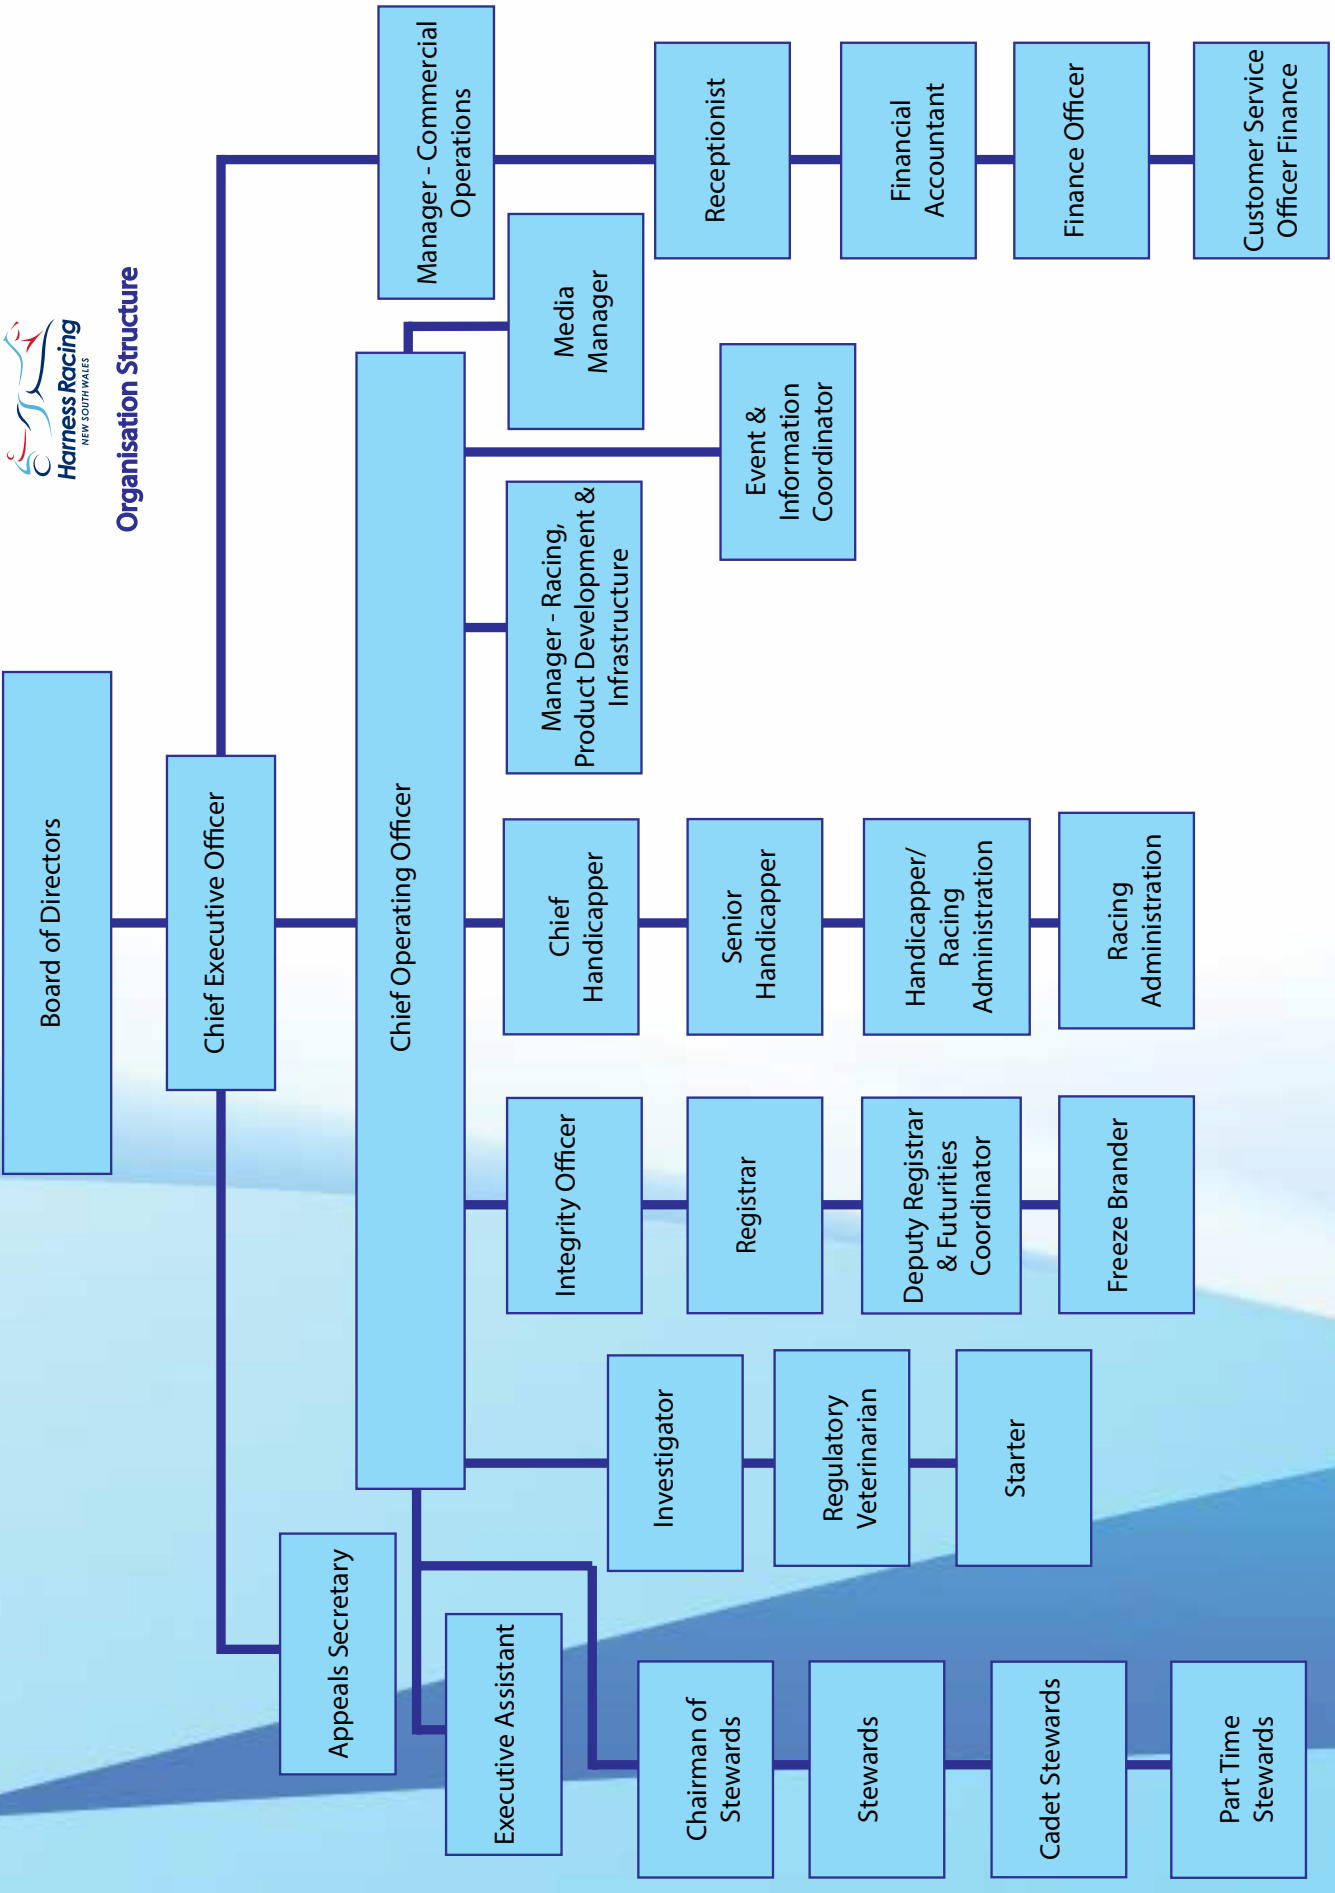 Harness Racing
NEW SOUTH WALES
Organisation Structure
Board of Directors
Chief Executive Officer
Appeals Secretary
Manager - Commercial
Operations
Chief Operating Officer
Executive Assistant
Chairman of
Stewards
Stewards
Cadet Stewards
Part Time
Stewards
Investigator
Regulatory
Veterinarian
Starter
Integrity Officer
Registrar
Deputy Registrar
& Futurities
Coordinator
Freeze Brander
Chief
Handicapper
Senior
Handicapper
Handicapper/
Racing
Administration
Racing
Administration
Manager - Racing,
Product Development &
Infrastructure
Event &
Information
Coordinator
Media
Manager
Receptionist
Financial
Accountant
Finance Officer
Customer Service
Officer Finance